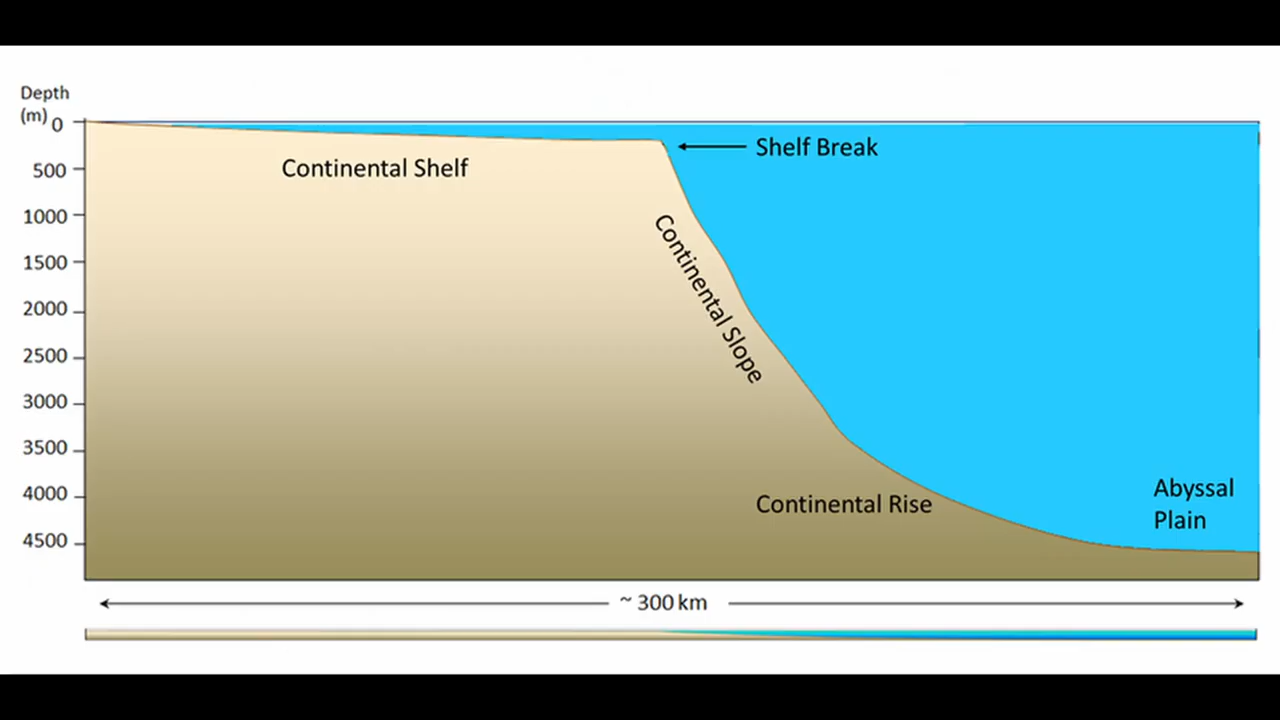 Depth
(m)
0
500
1000
1500
2000
2500
3000
3500
4000
4500
Continental Shelf
Shelf Break
Continental Slope
Continental Rise
Abyssal
Plain
~ 300 km